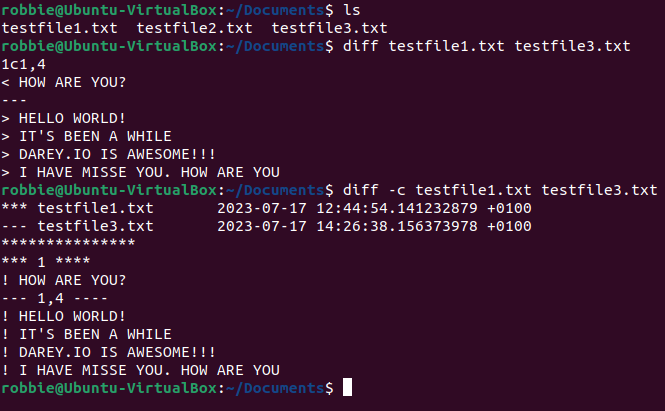 robbie@Ubuntu-VirtualBox:~/Documents$ ls
testfile1.txt  testfile2.txt  testfile3.txt
robbie@Ubuntu-VirtualBox:~/Documents$ diff testfile1.txt testfile3.txt
1c1,4
< HOW ARE YOU?
---
> HELLO WORLD!
> IT'S BEEN A WHILE
> DAREY.IO IS AWESOME!!!
> I HAVE MISSE YOU. HOW ARE YOU
robbie@Ubuntu-VirtualBox:~/Documents$ diff -c testfile1.txt testfile3.txt
*** testfile1.txt       2023-07-17 12:44:54.141232879 +0100
--- testfile3.txt       2023-07-17 14:26:38.156373978 +0100
***************
*** 1 ****
! HOW ARE YOU?
--- 1,4 ----
! HELLO WORLD!
! IT'S BEEN A WHILE
! DAREY.IO IS AWESOME!!!
! I HAVE MISSE YOU. HOW ARE YOU
robbie@Ubuntu-VirtualBox:~/Documents$